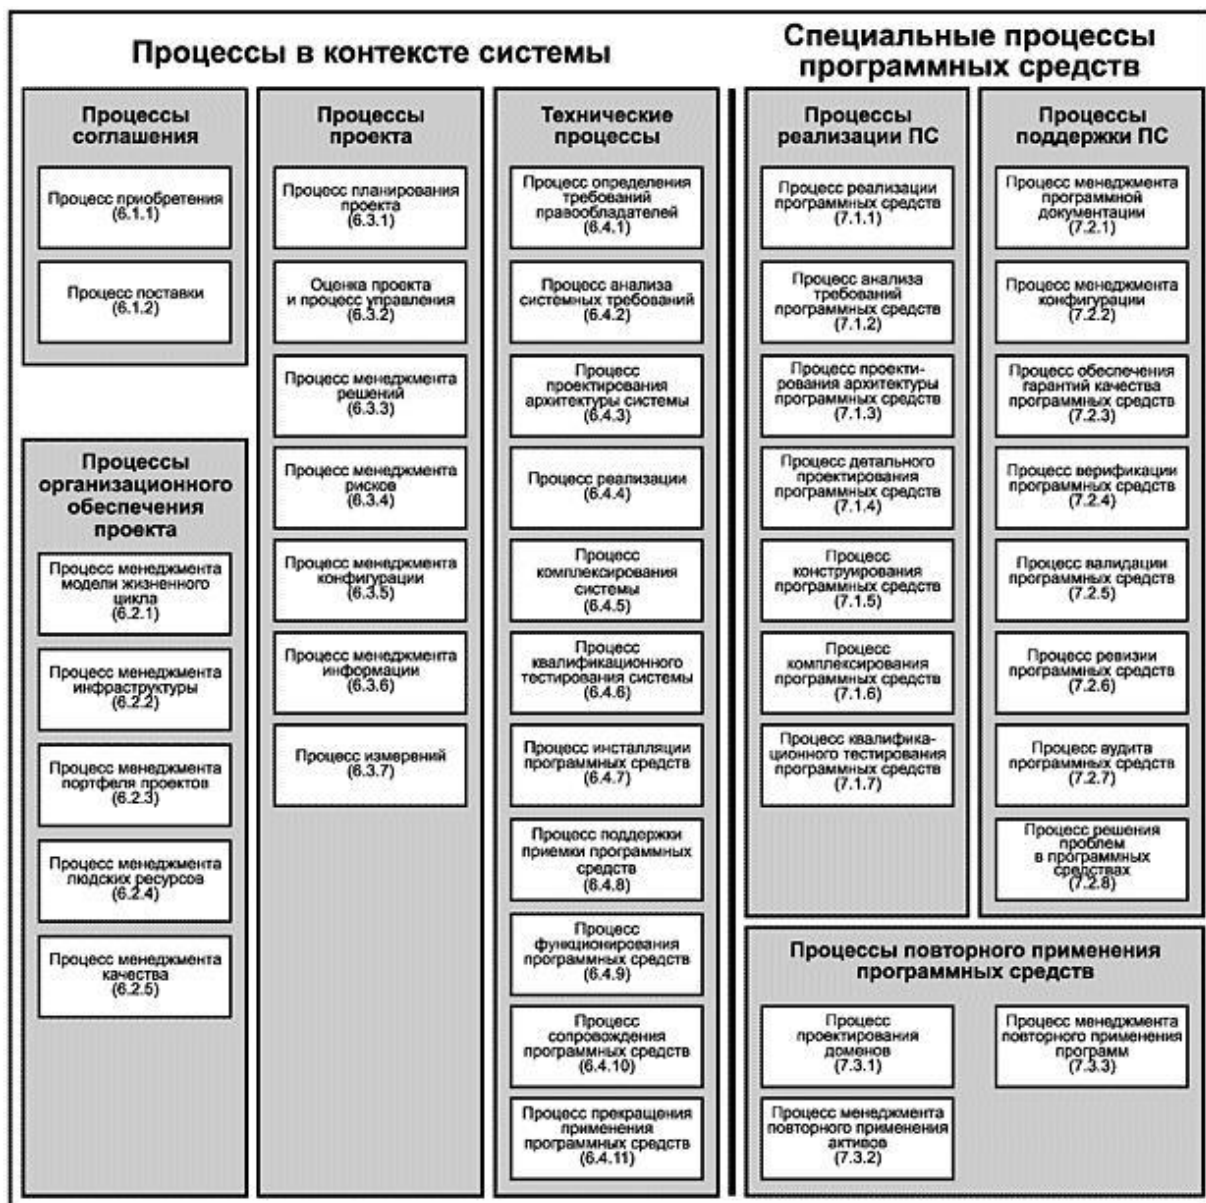 Процессы в контексте системы
Специальные процессы
программных средств
Процессы
соглашения
Процесс приобретения
(6.1.1)
Процесс поставки
(6.1.2)
Процессы
организационного
обеспечения
проекта
Процесс менеджмента
модели жизненного
цикла
(6.2.1)
Процесс менеджмента
инфраструктуры
(6.2.2)
Процесс менеджмента
портфеля проектов
(6.2.3)
Процесс менеджмента
людских ресурсов
(6.2.4)
Процесс менеджмента
качества
(6.2.5)
Процессы
проекта
Процесс планирования
проекта
(6.3.1)
Оценка проекта
и процесс управления
(6.3.2)
Процесс менеджмента
решений
(6.3.3)
Процесс менеджмента
рисков
(6.3.4)
Процесс менеджмента
конфигурации
(6.3.5)
Процесс менеджмента
информации
(6.3.6)
Процесс измерений
(6.3.7)
Технические
процессы
Процесс определения
требований
правообладателей
(6.4.1)
Процесс анализа
системных требований
(6.4.2)
Процесс
проектирования
архитектуры системы
(6.4.3)
Процесс реализации
(6.4.4)
Процесс
комплексирования
системы
(6.4.5)
Процесс
квалификационного
тестирования системы
(6.4.6)
Процесс инсталляции
программных средств
(6.4.7)
Процесс поддержки
приемки программных
средств
(6.4.8)
Процесс
функционирования
программных средств
(6.4.9)
Процесс
сопровождения
программных средств
(6.4.10)
Процесс прекращения
применения
программных средств
(6.4.11)
Процессы
реализации ПС
Процесс реализации
программных средств
(7.1.1)
Процесс анализа
требований
программных средств
(7.1.2)
Процесс проекти-
рования архитектуры
программных средств
(7.1.3)
Процесс детального
проектирования
программных средств
(7.1.4)
Процесс
конструирования
программных средств
(7.1.5)
Процесс
комплексирования
программных средств
(7.1.6)
Процесс квалифика-
ционного тестирования
программных средств
(7.1.7)
Процессы
поддержки ПС
Процесс менеджмента
программной
документации
(7.2.1)
Процесс менеджмента
конфигурации
(7.2.2)
Процесс обеспечения
гарантий качества
программных средств
(7.2.3)
Процесс верификации
программных средств
(7.2.4)
Процесс валидации
программных средств
(7.2.5)
Процесс ревизии
программных средств
(7.2.6)
Процесс аудита
программных средств
(7.2.7)
Процесс решения
проблем
в программных
средствах
(7.2.8)
Процессы повторного применения
программных средств
Процесс
проектирования
доменов
(7.3.1)
Процесс менеджмента
повторного применения
активов
(7.3.2)
Процесс менеджмента
повторного применения
программ
(7.3.3)